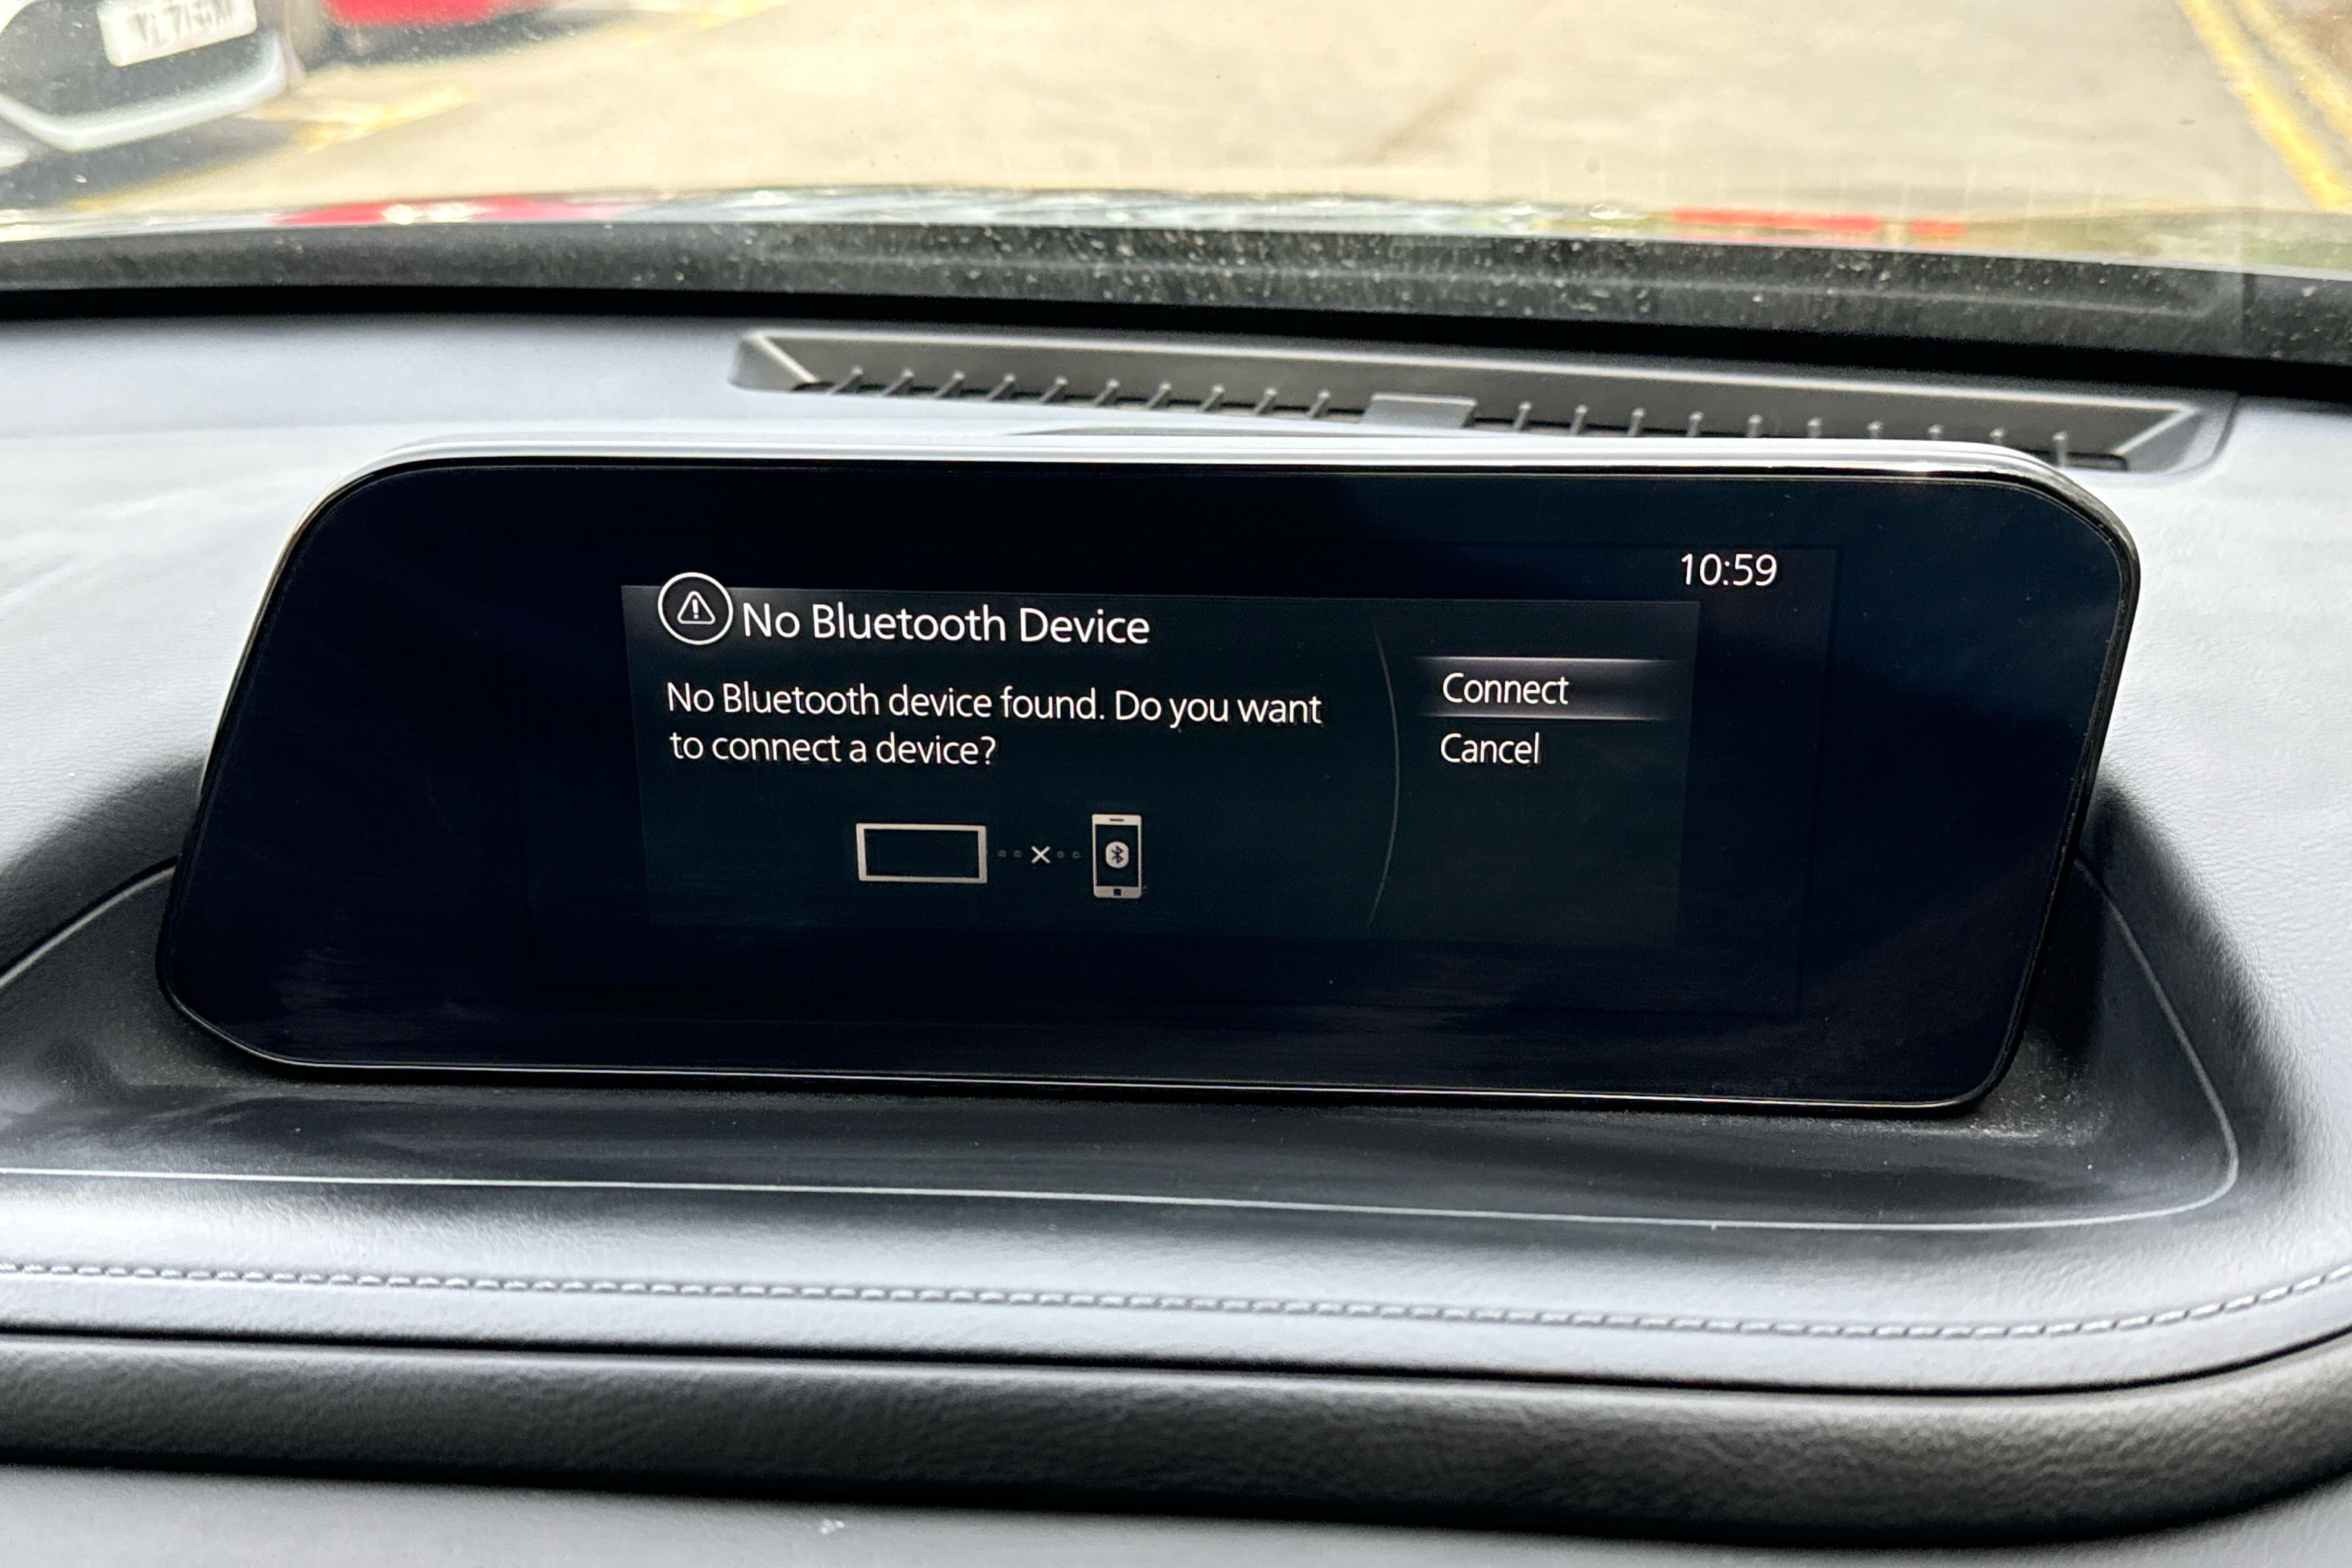 10:59
No Bluetooth Device
No Bluetooth device found. Do you want
to connect a device?
Connect
Cancel